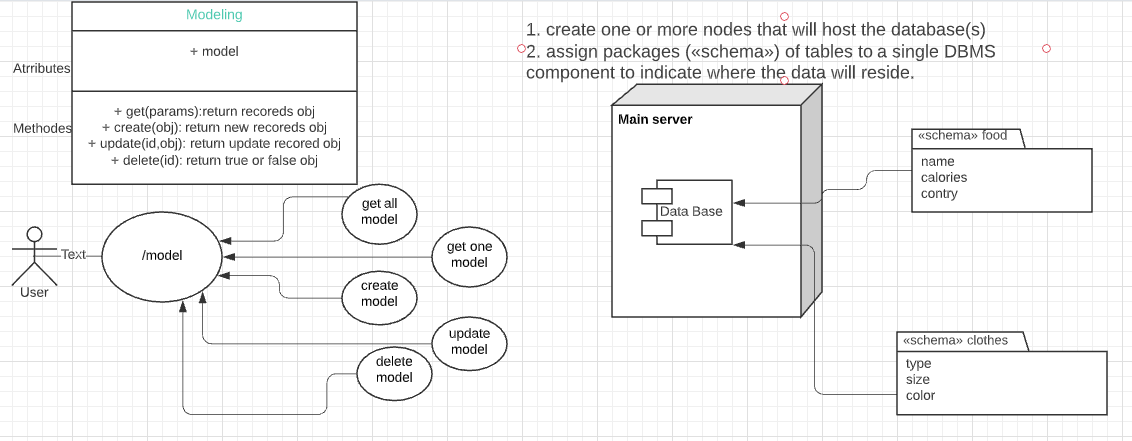 Modeling
+ model
Atrributes
+ get(params):return recoreds obj
+ create(obj): return new recoreds obj
Methodes
+ update(id,obj): return update recored obj
+ delete(id): return true or false obj
get all
model
/model
get one
model
Text
User
create
model
update
model
delete
model
1. create one or more nodes that will host the database(s)
2. assign packages («schema») of tables to a single DBMS
component to indicate where the data will reside.
Main server
Data Base
«schema» food
name
calories
contry
«schema» clothes
type
size
color